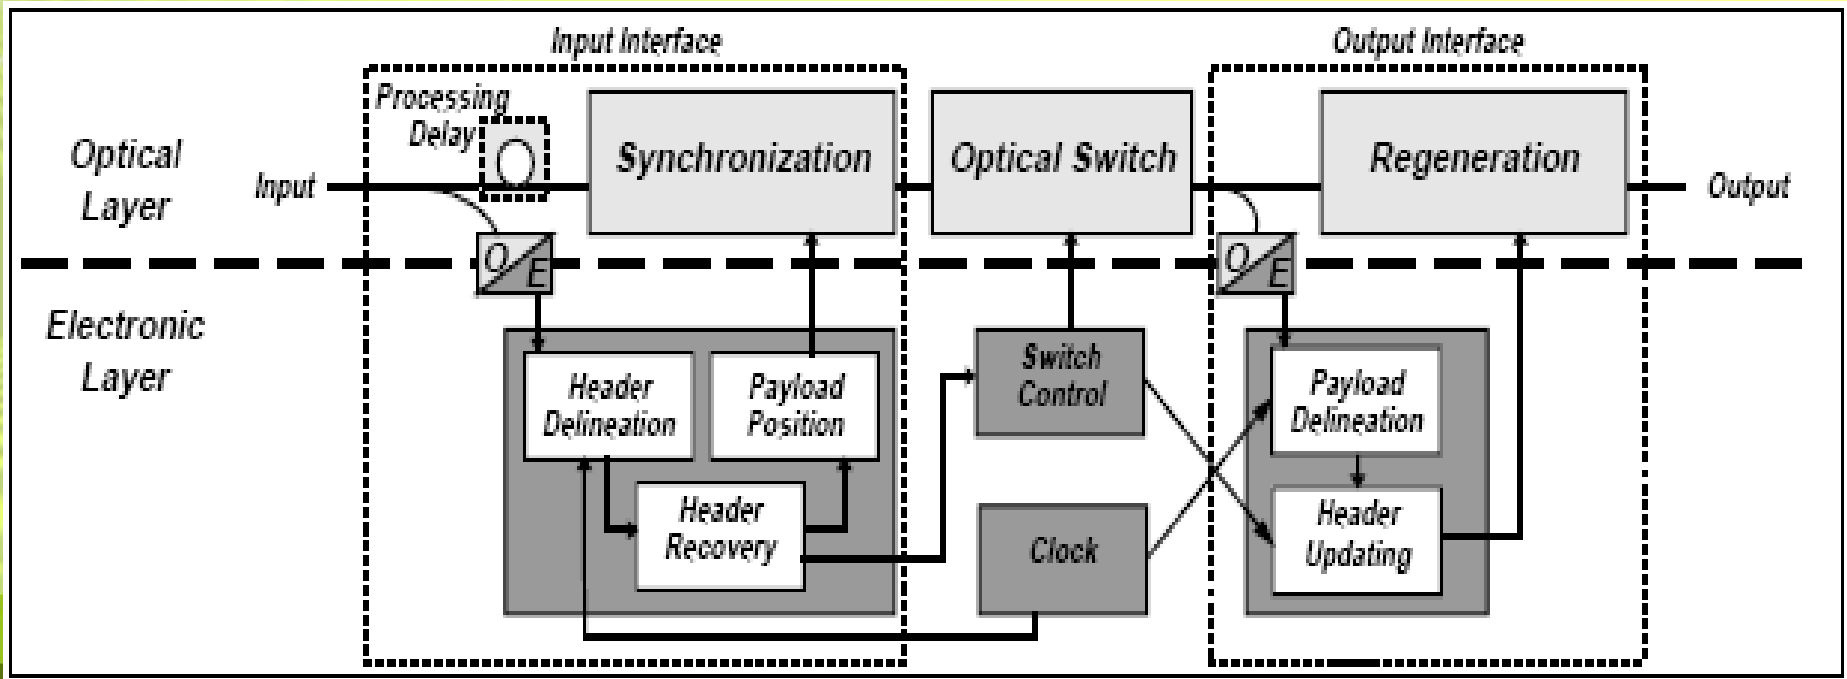 Input Interface
Output Interface
Processing
Delay
Optical
Layer
Input
Synchronization
Optical Switch
Regeneration
Output
O
E
O
E
Electronic
Layer
Header
Delineation
Payload
Position
Header
Recovery
Switch
Control
Clock
Payload
Delineation
Header
Updating